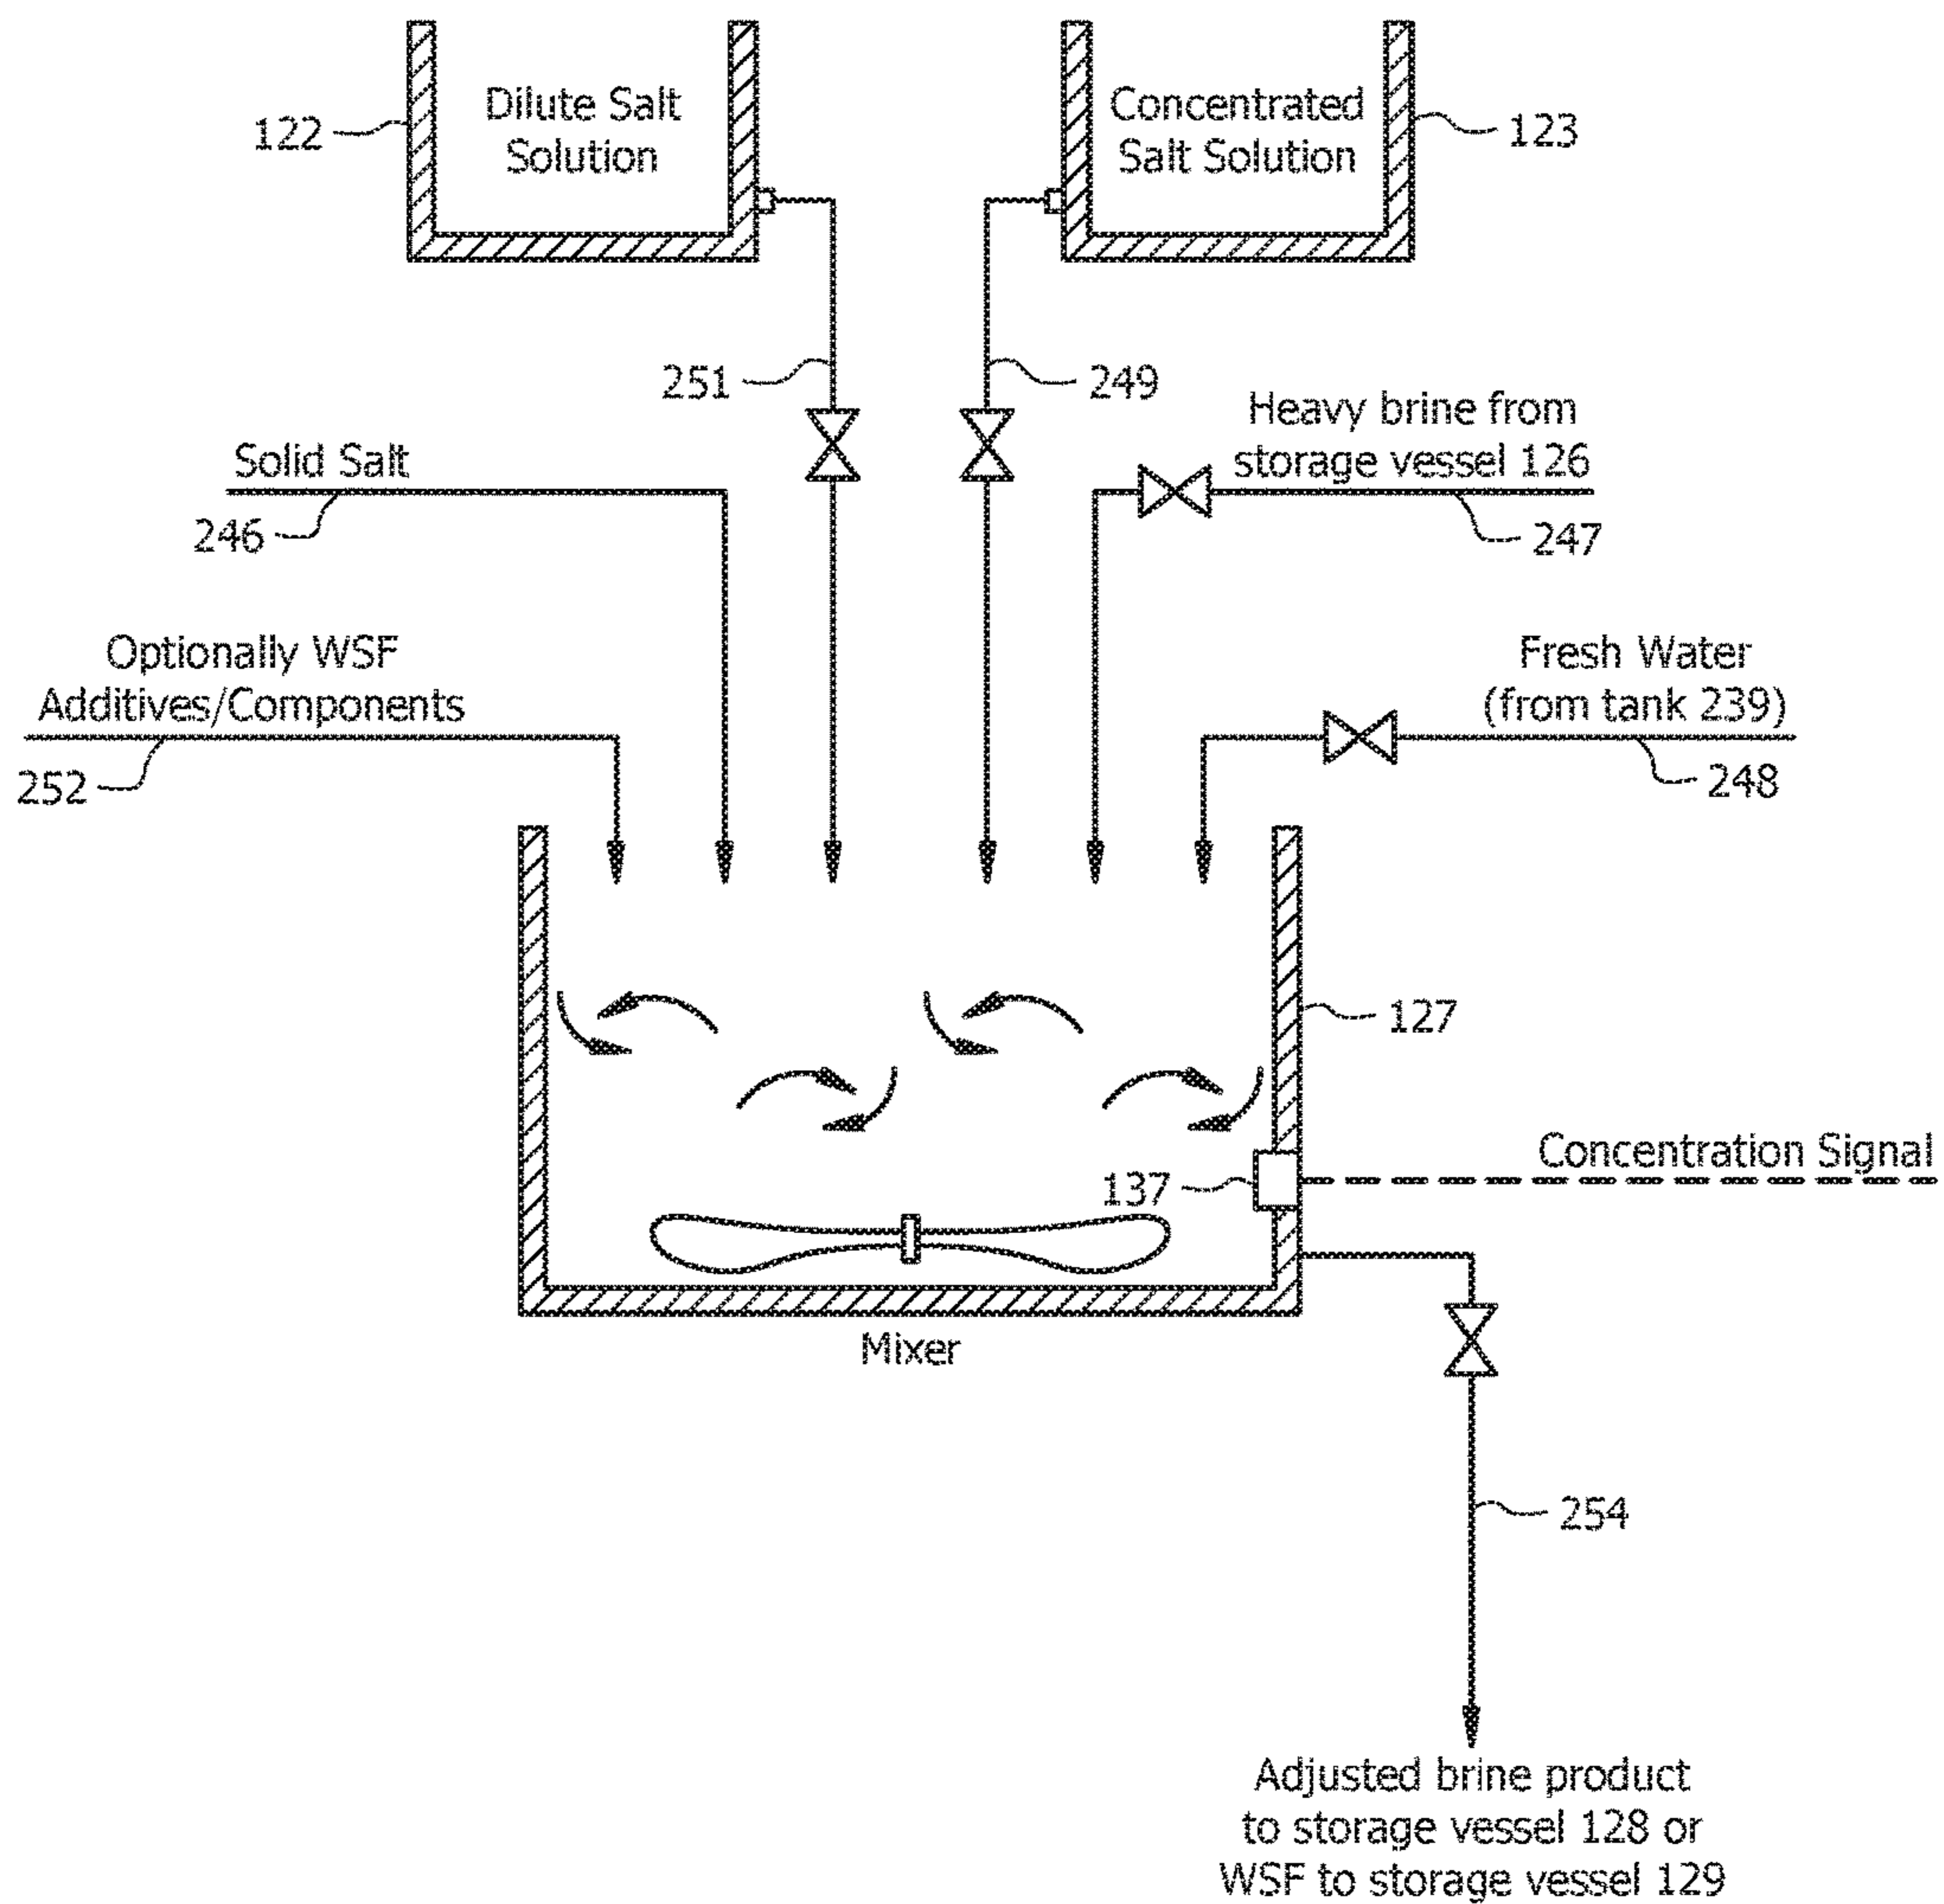 Dilute Salt
Solution
Concentrated
Salt Solution
122
123
251
249
Heavy brine from
storage vessel 126
Solid Salt
246
247
Optionally WSF
Additives/Components
Fresh Water
(from tank 239)
252
248
127
Concentration Signal
137
Mixer
254
Adjusted brine product
to storage vessel 128 or
WSF to storage vessel 129